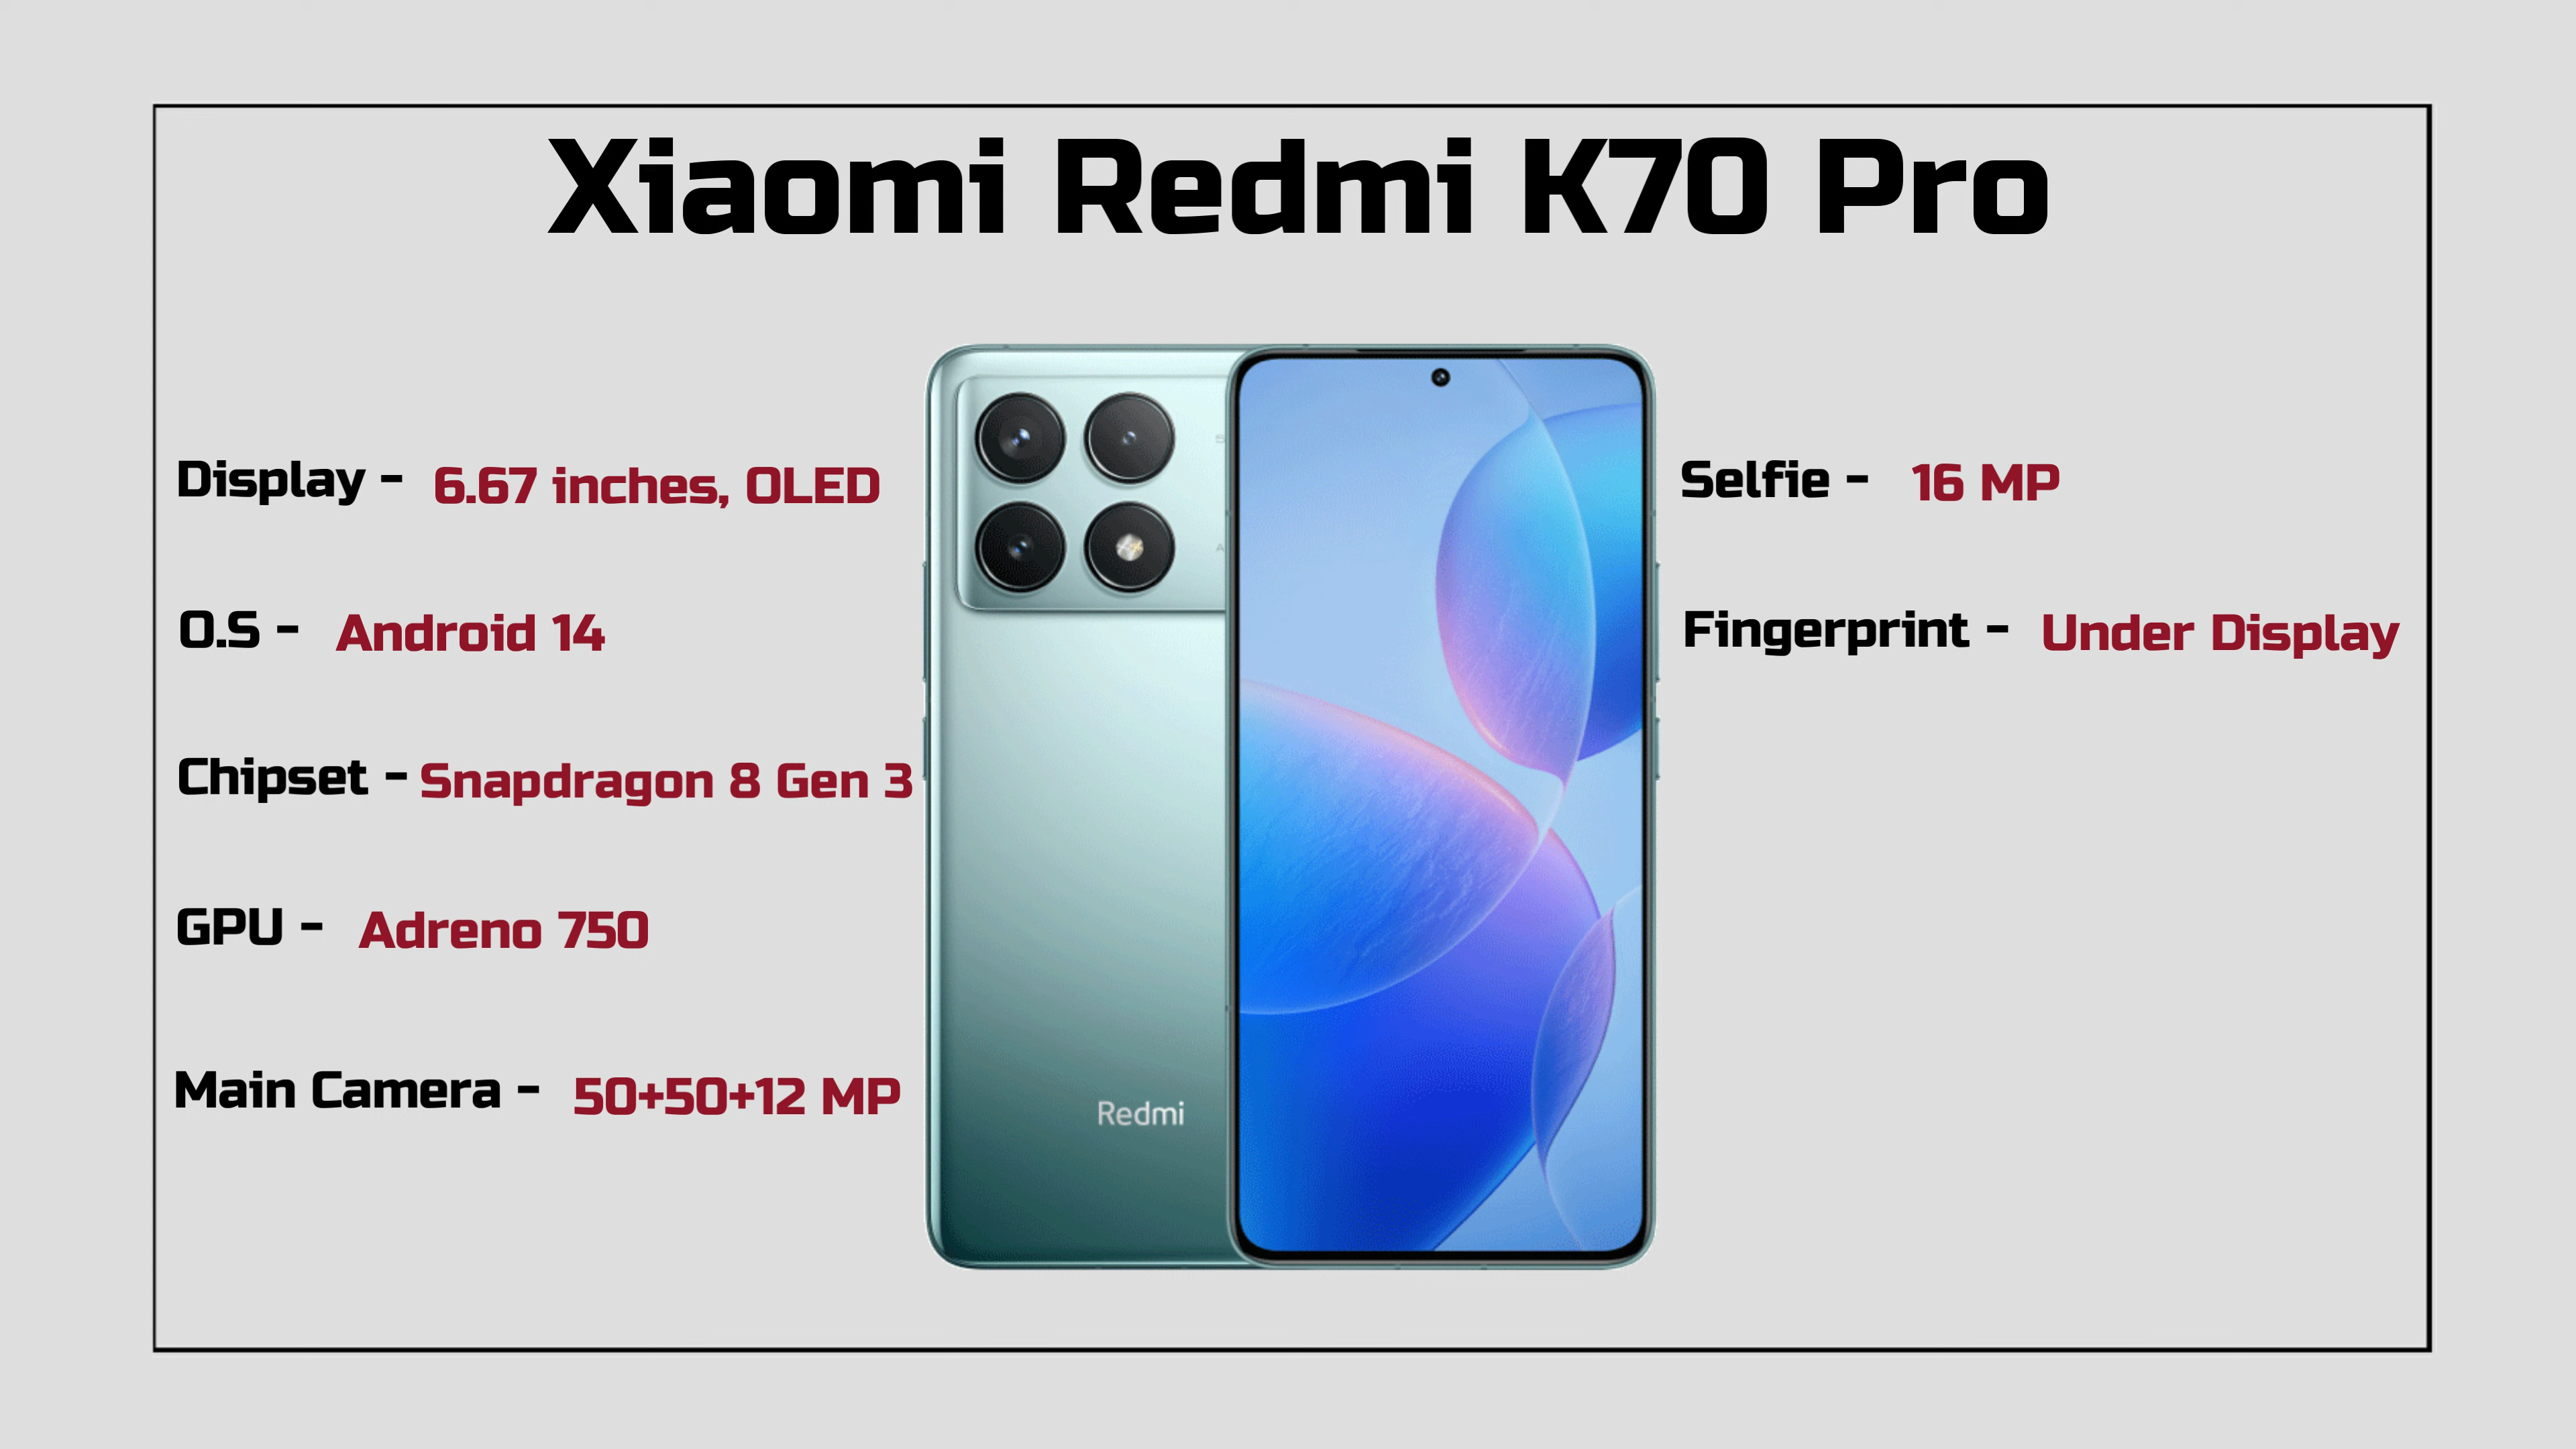 Xiaomi Redmi K70 Pro
Display - 6.67 inches, OLED
O.S - Android 14
Chipset - Snapdragon 8 Gen 3
GPU - Adreno 750
Main Camera - 50+50+12 MP
Redmi
Selfie - 16 MP
Fingerprint - Under Display